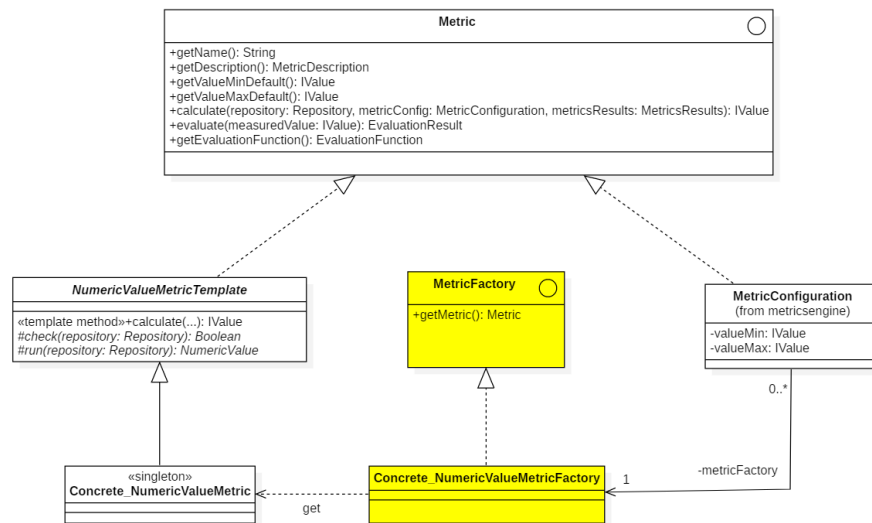 Metric
+getName(): String
+getDescription(): MetricDescription
+getValueMinDefault(): IValue
+getValueMaxDefault(): IValue
+calculate(repository: Repository, metricConfig: MetricConfiguration, metricsResults: MetricsResults): IValue
+evaluate(measuredValue: IValue): EvaluationResult
+getEvaluationFunction(): EvaluationFunction
NumericValueMetricTemplate
«template method»+calculate(...): IValue
#check(repository: Repository): Boolean
#run(repository: Repository): NumericValue
MetricFactory
+getMetric(): Metric
MetricConfiguration
(from metricsengine)
-valueMin: IValue
-valueMax: IValue
0..*
-metricFactory
1
«singleton»
Concrete_NumericValueMetric
get
Concrete_NumericValueMetricFactory